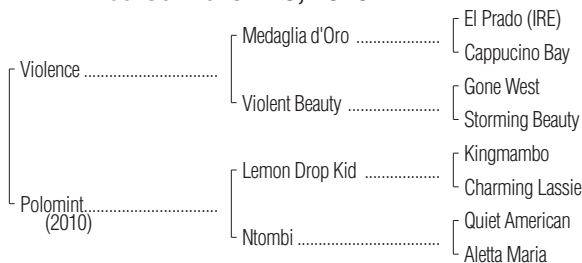 El Prado (IRE)
Medaglia d'Oro ......................
Cappucino Bay
Violence ...................................
Gone West
Violent Beauty ........................
Storming Beauty
Kingmambo
Lemon Drop Kid ...................
Charming Lassie
Polomint...................................
(2010)
Quiet American
Ntombi .....................................
Aletta Maria